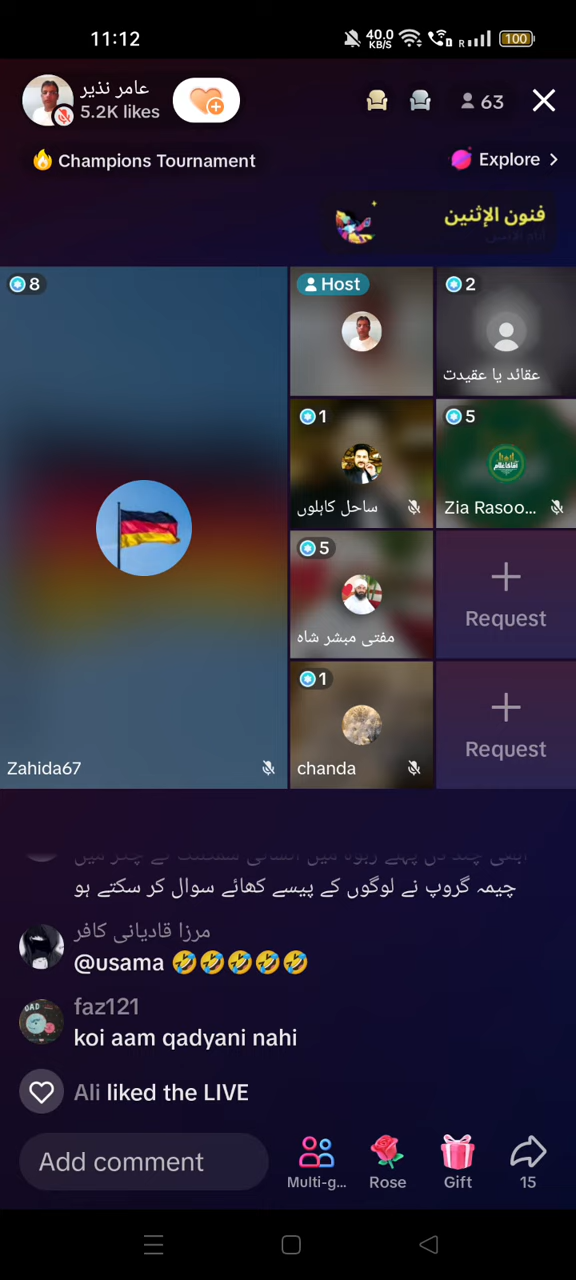 11:12
40.0
KB/S
R
100
عامر نذیر
5.2K likes
63
Champions Tournament
Explore
فنون الإثنين
8
Host
2
عقائد یا عقیدت
1
ساحل کاہلوں
5
Zia Rasoo...
5
مفتی مبشر شاہ
Request
1
chanda
Request
Zahida67
چیمہ گروپ نے لوگوں کے پیسے کھائے سوال کر سکتے ہو
مرزا قادیانی کافر
@usama 🤣🤣🤣🤣🤣
faz121
koi aam qadyani nahi
Ali liked the LIVE
Add comment
Multi-g...
Rose
Gift
15